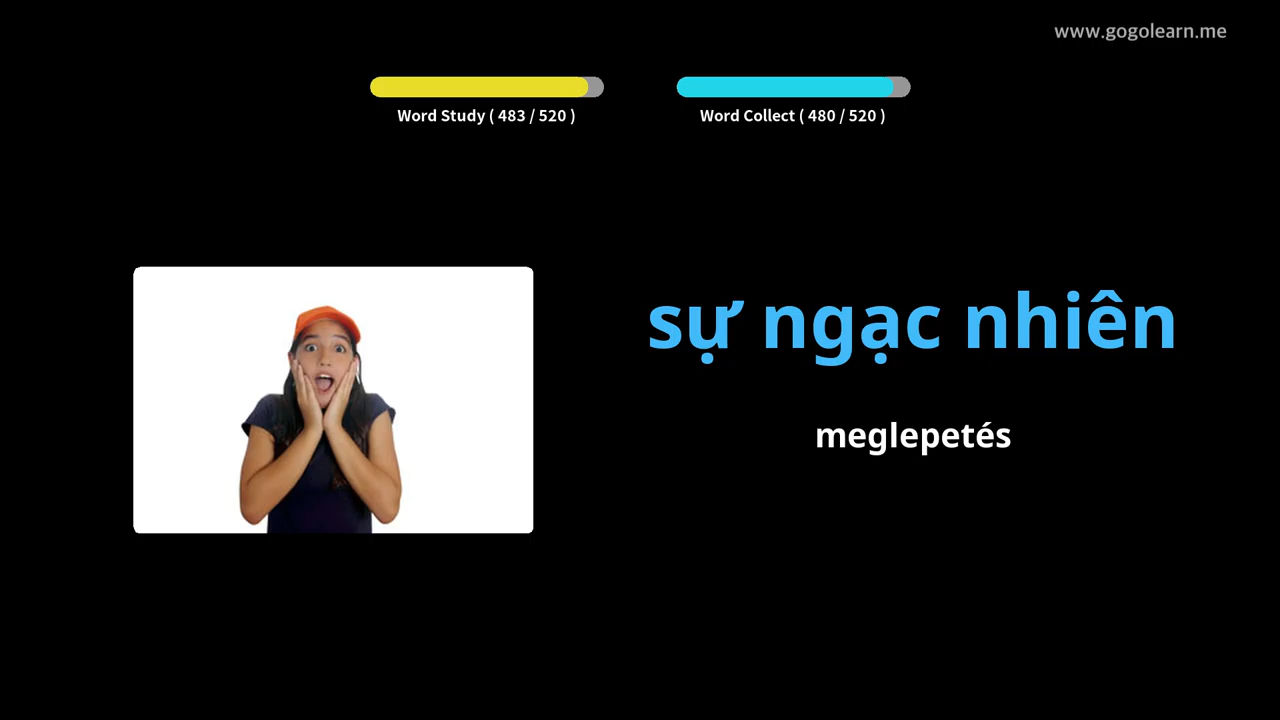 www.gogolearn.me
Word Study ( 483 / 520 )
Word Collect ( 480 / 520 )
sự ngạc nhiên
meglepetés